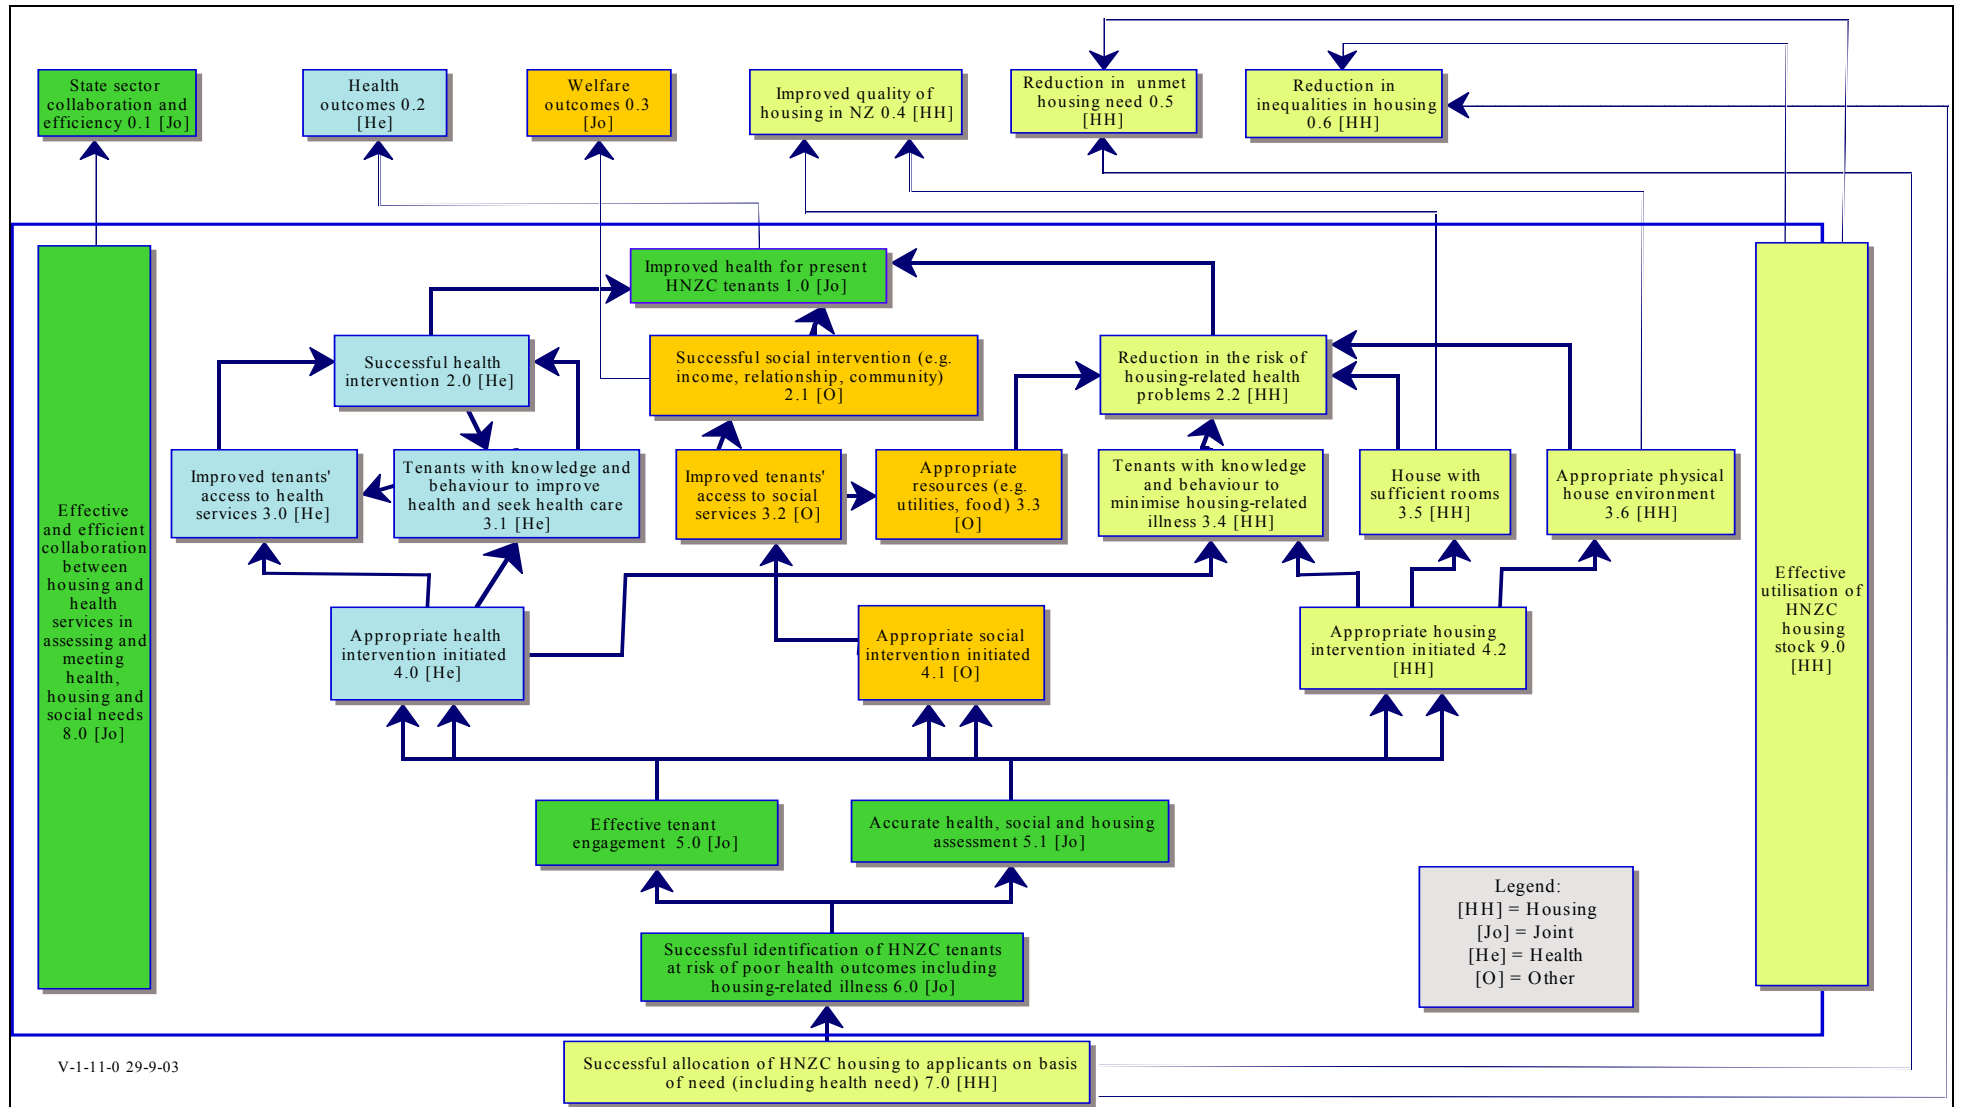 State sector
collaboration and
efficiency 0.1 [Jo]
Health
outcomes 0.2
[He]
Welfare
outcomes 0.3
[Jo]
Improved quality of
housing in NZ 0.4 [HH]
Reduction in unmet
housing need 0.5
[HH]
Reduction in
inequalities in housing
0.6 [HH]
Improved health for present
HNZC tenants 1.0 [Jo]
Successful health
intervention 2.0 [He]
Successful social intervention (e.g.
income, relationship, community)
2.1 [O]
Reduction in the risk of
housing-related health
problems 2.2 [HH]
Improved tenants'
access to health
services 3.0 [He]
Tenants with knowledge and
behaviour to improve
health and seek health care
3.1 [He]
Improved tenants'
access to social
services 3.2 [O]
Appropriate
resources (e.g.
utilities, food) 3.3
[O]
Tenants with knowledge
and behaviour to
minimise housing-related
illness 3.4 [HH]
House with
sufficient rooms
3.5 [HH]
Appropriate physical
house environment
3.6 [HH]
Effective
and efficient
collaboration
between
housing and
health
services in
assessing and
meeting
health,
housing and
social needs
8.0 [Jo]
Appropriate health
intervention initiated
4.0 [He]
Appropriate social
intervention initiated
4.1 [O]
Appropriate housing
intervention initiated 4.2
[HH]
Effective
utilisation of
HNZC
housing
stock 9.0
[HH]
Effective tenant
engagement 5.0 [Jo]
Accurate health, social and housing
assessment 5.1 [Jo]
Legend:
[HH] = Housing
[Jo] = Joint
[He] = Health
[O] = Other
Successful identification of HNZC tenants
at risk of poor health outcomes including
housing-related illness 6.0 [Jo]
Successful allocation of HNZC housing to applicants on basis
of need (including health need) 7.0 [HH]
V-1-11-0 29-9-03